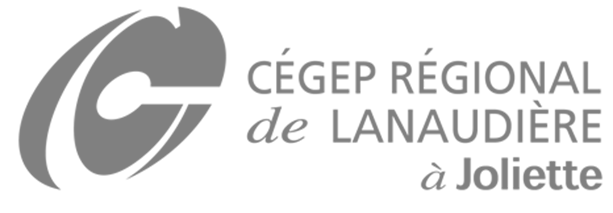 CÉGEP RÉGIONAL
de LANAUDIÈRE
à Joliette